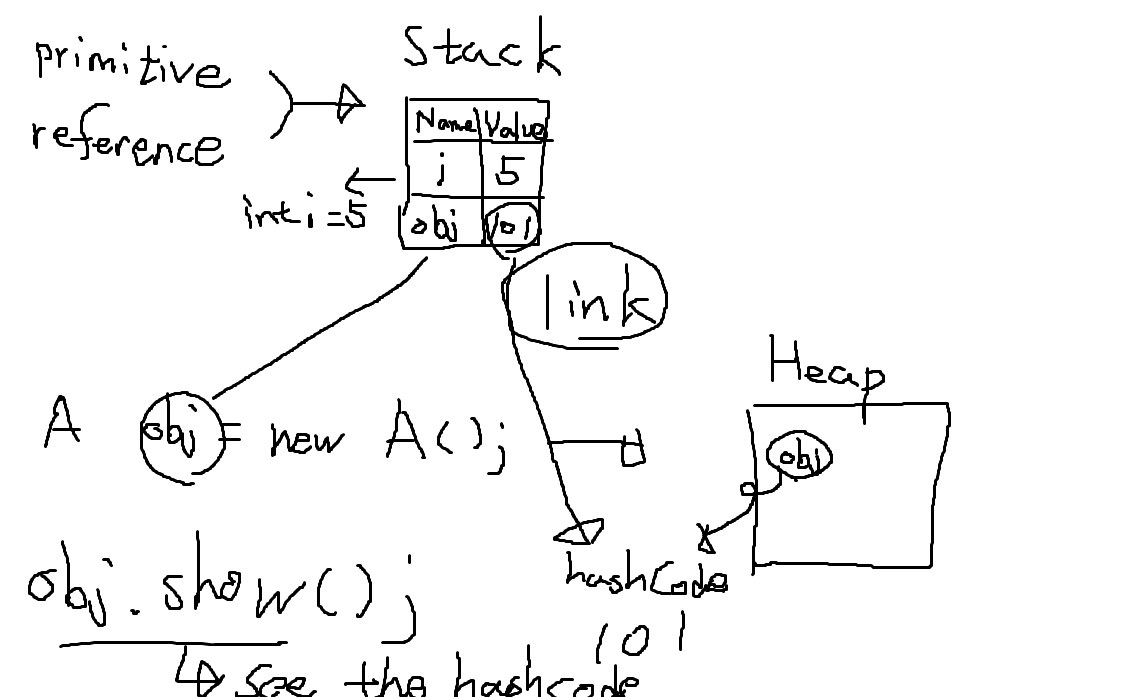 Stack
primitive
reference
Name Value
i 5
int i = 5
obj 101
link
Heap
A obj = new A();
obj
obj.show();
hashCode
101
see the hashcode